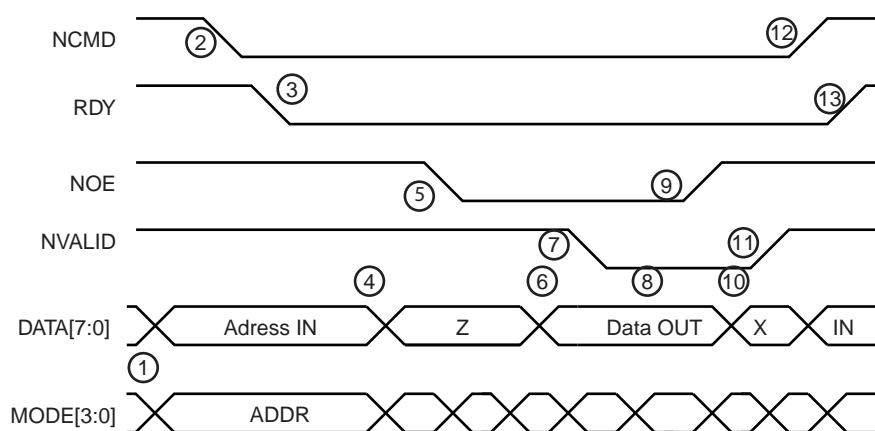 NCMD
2
12
RDY
3
13
NOE
5
9
NVALID
7
11
4
6
8
10
DATA[7:0]
Adress IN
Z
Data OUT
X
IN
1
MODE[3:0]
ADDR